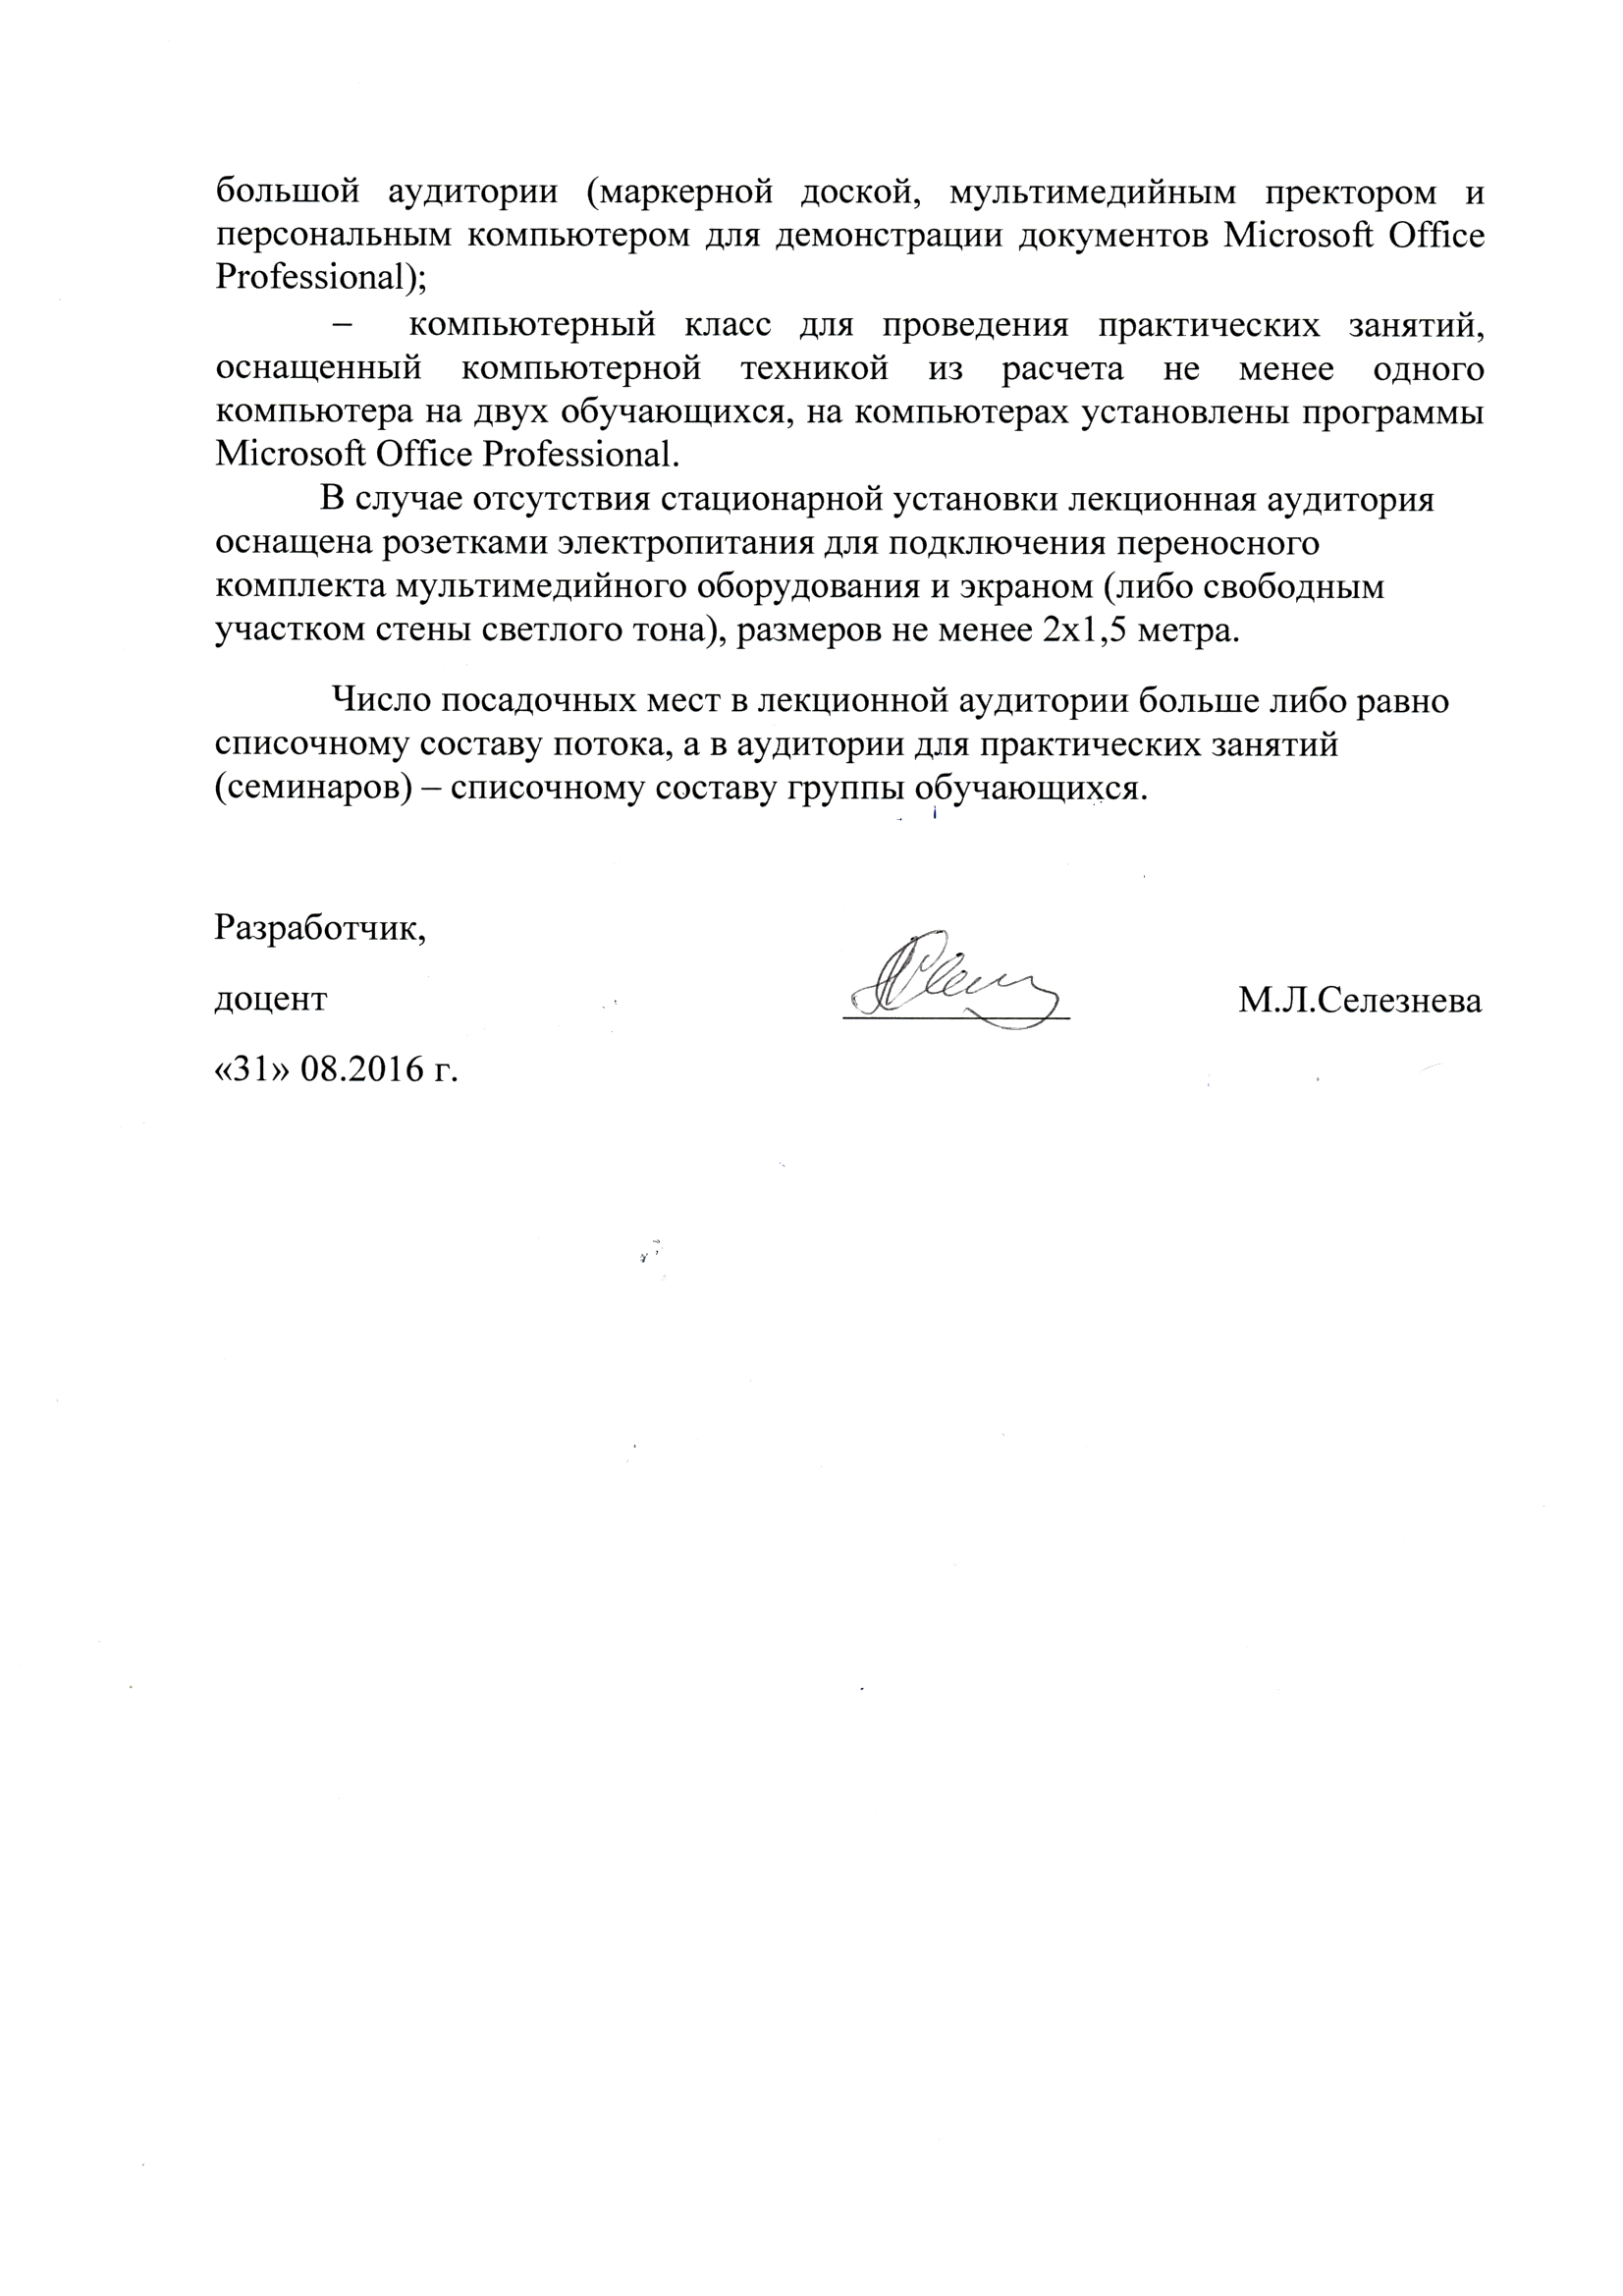 большой аудитории (маркерной доской, мультимедийным пректором и
персональным компьютером для демонстрации документов Microsoft Office
Professional);
– компьютерный класс для проведения практических занятий,
оснащенный компьютерной техникой из расчета не менее одного
компьютера на двух обучающихся, на компьютерах установлены программы
Microsoft Office Professional.
В случае отсутствия стационарной установки лекционная аудитория
оснащена розетками электропитания для подключения переносного
комплекта мультимедийного оборудования и экраном (либо свободным
участком стены светлого тона), размеров не менее 2х1,5 метра.
Число посадочных мест в лекционной аудитории больше либо равно
списочному составу потока, а в аудитории для практических занятий
(семинаров) – списочному составу группы обучающихся.
Разработчик,
доцент М.Л.Селезнева
«31» 08.2016 г.